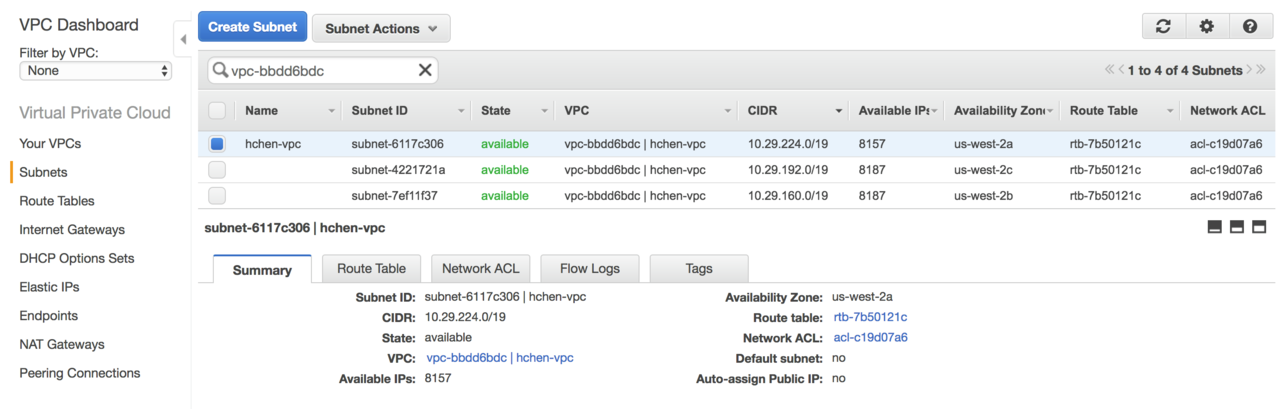 VPC Dashboard
Filter by VPC:
None
Virtual Private Cloud
Your VPCs
Subnets
Route Tables
Internet Gateways
DHCP Options Sets
Elastic IPs
Endpoints
NAT Gateways
Peering Connections
Create Subnet Subnet Actions
vpc-bbdd6bdc 1 to 4 of 4 Subnets
Name Subnet ID State VPC CIDR Available IPs Availability Zon Route Table Network ACL
hchen-vpc subnet-6117c306 available vpc-bbdd6bdc | hchen-vpc 10.29.224.0/19 8157 us-west-2a rtb-7b50121c acl-c19d07a6
subnet-4221721a available vpc-bbdd6bdc | hchen-vpc 10.29.192.0/19 8187 us-west-2c rtb-7b50121c acl-c19d07a6
subnet-7ef11f37 available vpc-bbdd6bdc | hchen-vpc 10.29.160.0/19 8187 us-west-2b rtb-7b50121c acl-c19d07a6
subnet-6117c306 | hchen-vpc
Summary Route Table Network ACL Flow Logs Tags
Subnet ID: subnet-6117c306 | hchen-vpc Availability Zone: us-west-2a
CIDR: 10.29.224.0/19 Route table: rtb-7b50121c
State: available Network ACL: acl-c19d07a6
VPC: vpc-bbdd6bdc | hchen-vpc Default subnet: no
Available IPs: 8157 Auto-assign Public IP: no